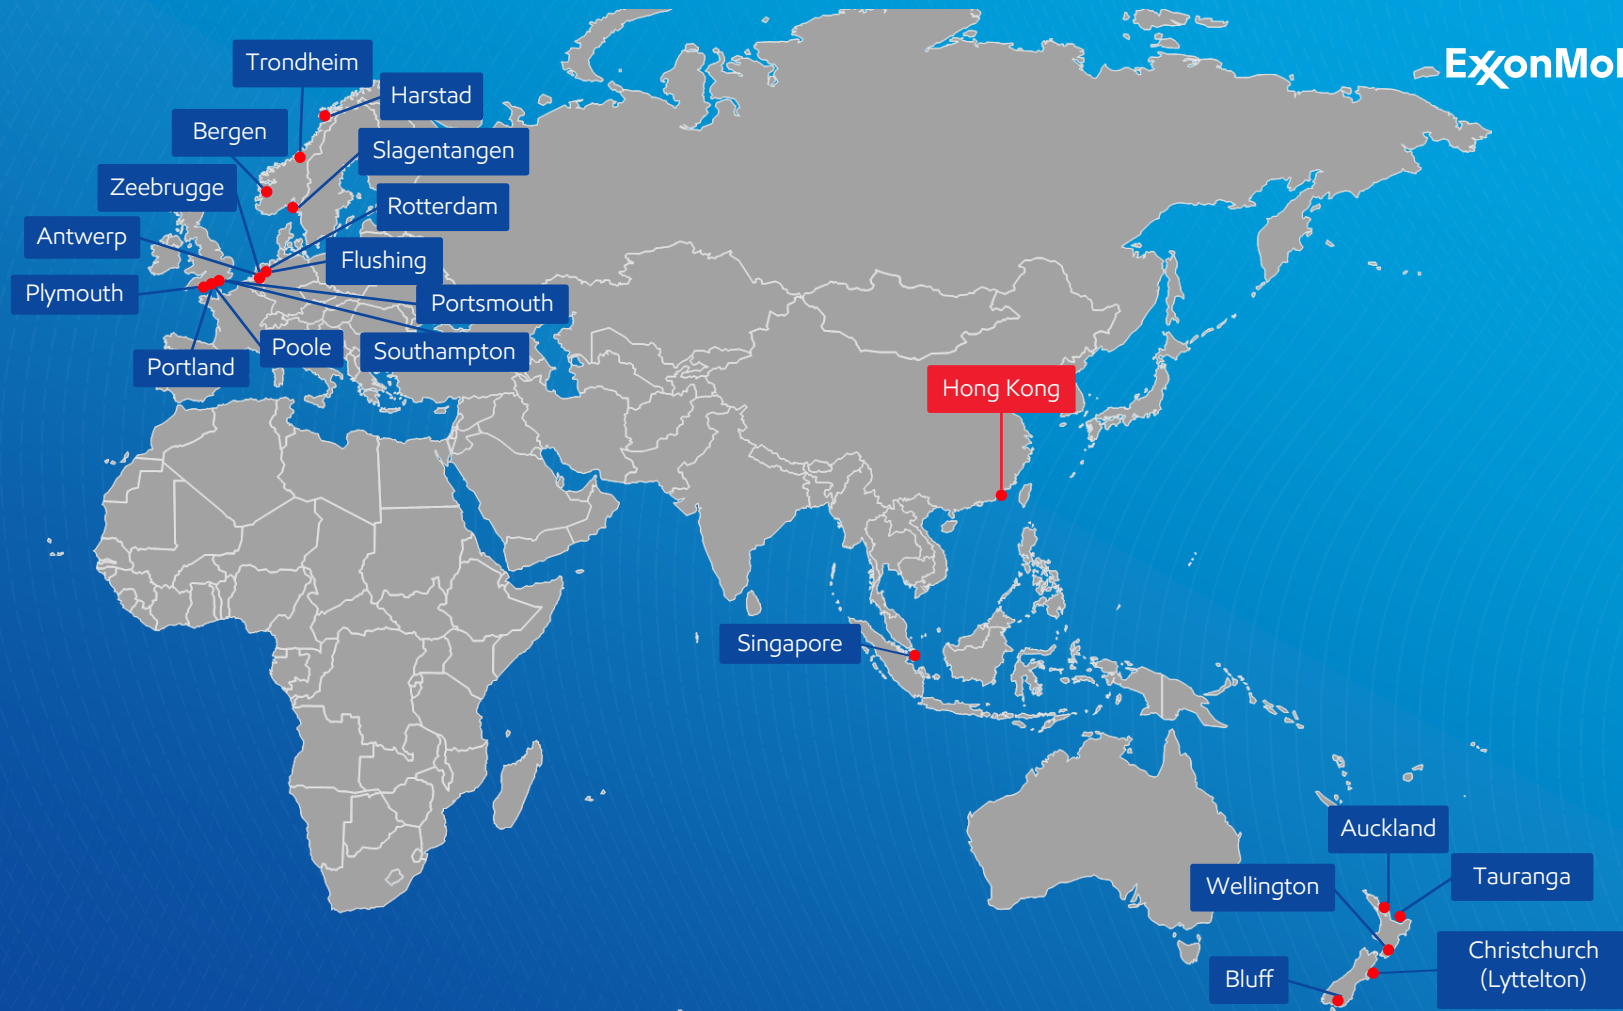 ExxonMob
Trondheim
Harstad
Bergen
Slagentangen
Zeebrugge
Rotterdam
Antwerp
Flushing
Plymouth
Portsmouth
Poole
Southampton
Portland
Hong Kong
Singapore
Auckland
Tauranga
Wellington
Christchurch
(Lyttelton)
Bluff